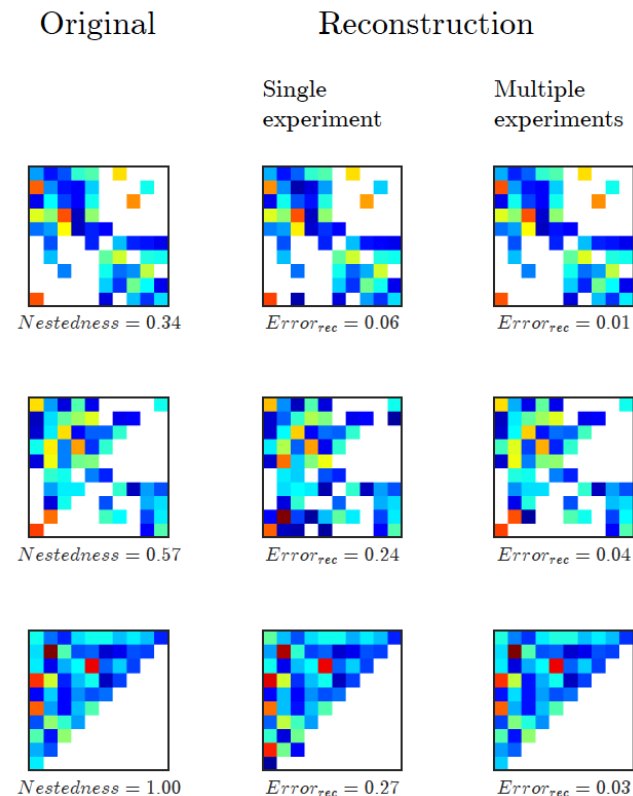 Original
Reconstruction
Single
experiment
Multiple
experiments
Nestedness = 0.34
Error_rec = 0.06
Error_rec = 0.01
Nestedness = 0.57
Error_rec = 0.24
Error_rec = 0.04
Nestedness = 1.00
Error_rec = 0.27
Error_rec = 0.03